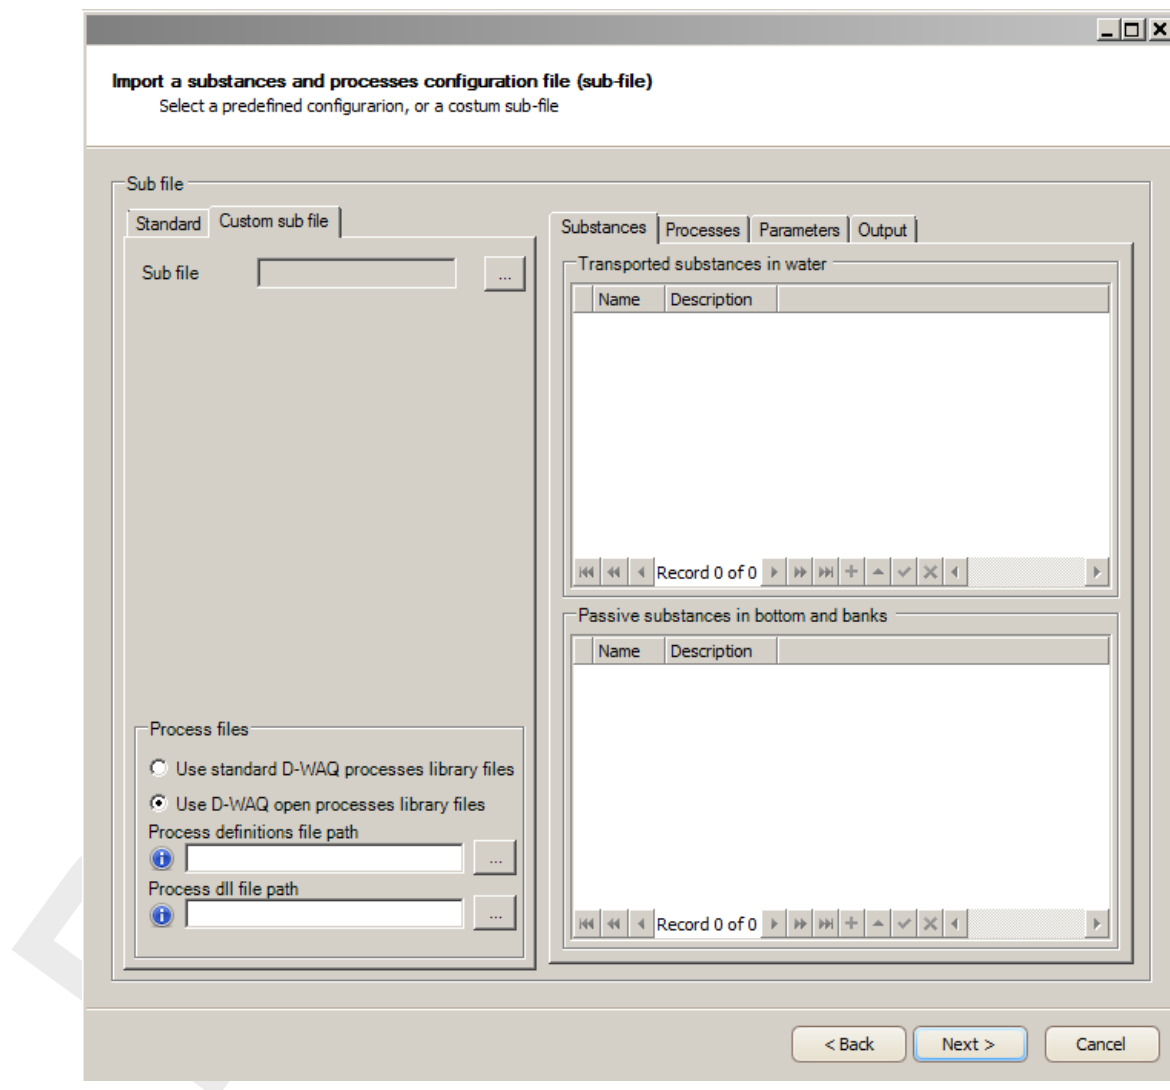 Import a substances and processes configuration file (sub-file)
Select a predefined configurarion, or a costum sub-file
Sub file
Standard
Custom sub file
Sub file
...
Process files
Use standard D-WAQ processes library files
Use D-WAQ open processes library files
Process definitions file path
...
Process dll file path
...
Substances
Processes
Parameters
Output
Transported substances in water
Name Description
Record 0 of 0
Passive substances in bottom and banks
Name Description
Record 0 of 0
< Back
Next >
Cancel